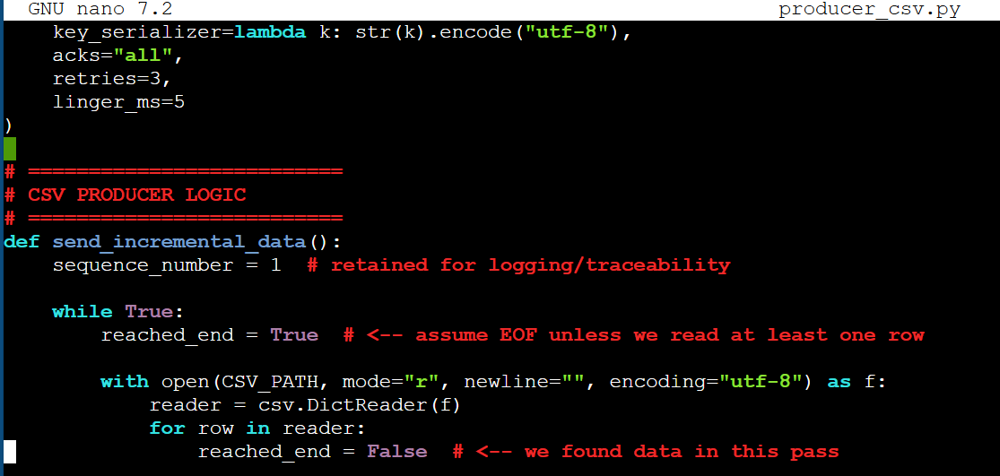 GNU nano 7.2 producer_csv.py
    key_serializer=lambda k: str(k).encode("utf-8"),
    acks="all",
    retries=3,
    linger_ms=5
)
# ==========================
# CSV PRODUCER LOGIC
# ==========================
def send_incremental_data():
    sequence_number = 1  # retained for logging/traceability
    while True:
        reached_end = True  # <-- assume EOF unless we read at least one row
        with open(CSV_PATH, mode="r", newline="", encoding="utf-8") as f:
            reader = csv.DictReader(f)
            for row in reader:
                reached_end = False  # <-- we found data in this pass